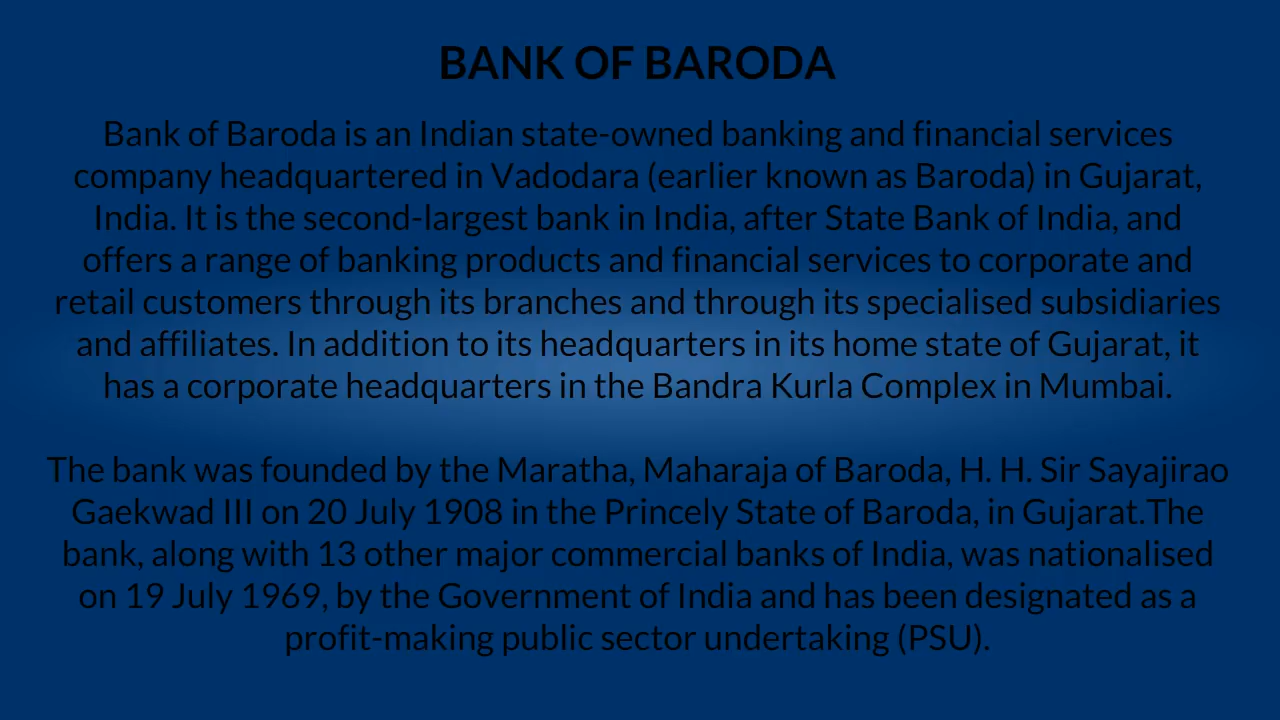 BANK OF BARODA
Bank of Baroda is an Indian state-owned banking and financial services
company headquartered in Vadodara (earlier known as Baroda) in Gujarat,
India. It is the second-largest bank in India, after State Bank of India, and
offers a range of banking products and financial services to corporate and
retail customers through its branches and through its specialised subsidiaries
and affiliates. In addition to its headquarters in its home state of Gujarat, it
has a corporate headquarters in the Bandra Kurla Complex in Mumbai.
The bank was founded by the Maratha, Maharaja of Baroda, H. H. Sir Sayajirao
Gaekwad III on 20 July 1908 in the Princely State of Baroda, in Gujarat.The
bank, along with 13 other major commercial banks of India, was nationalised
on 19 July 1969, by the Government of India and has been designated as a
profit-making public sector undertaking (PSU).